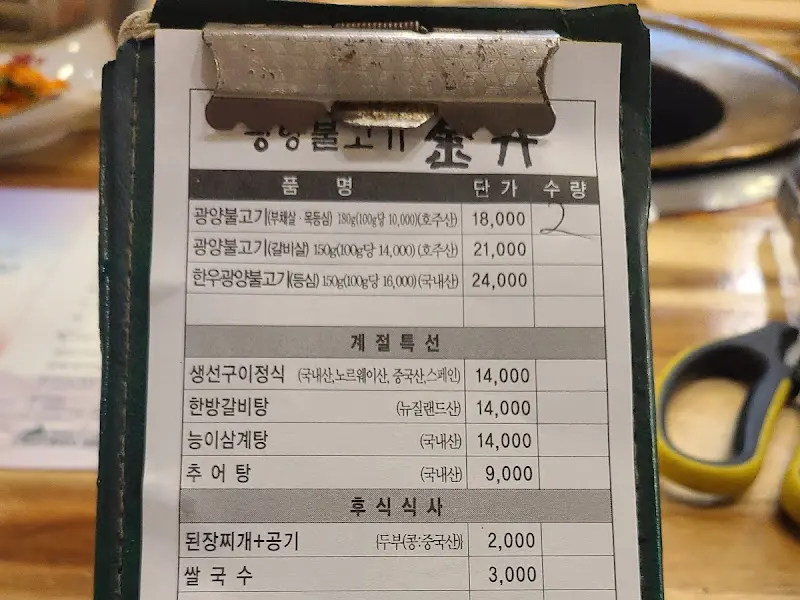 광양불고기 金井
품 명 단 가 수 량
광양불고기(부채살·목등심) 180g(100g당 10,000)(호주산) 18,000 2
광양불고기(갈비살) 150g(100g당 14,000)(호주산) 21,000
한우광양불고기(등심) 150g(100g당 16,000)(국내산) 24,000
계절특선
생선구이정식 (국내산,노르웨이산, 중국산,스페인) 14,000
한방갈비탕 (뉴질랜드산) 14,000
능이삼계탕 (국내산) 14,000
추 어 탕 (국내산) 9,000
후식식사
된장찌개+공기 {두부(콩:중국산)} 2,000
쌀 국 수 3,000